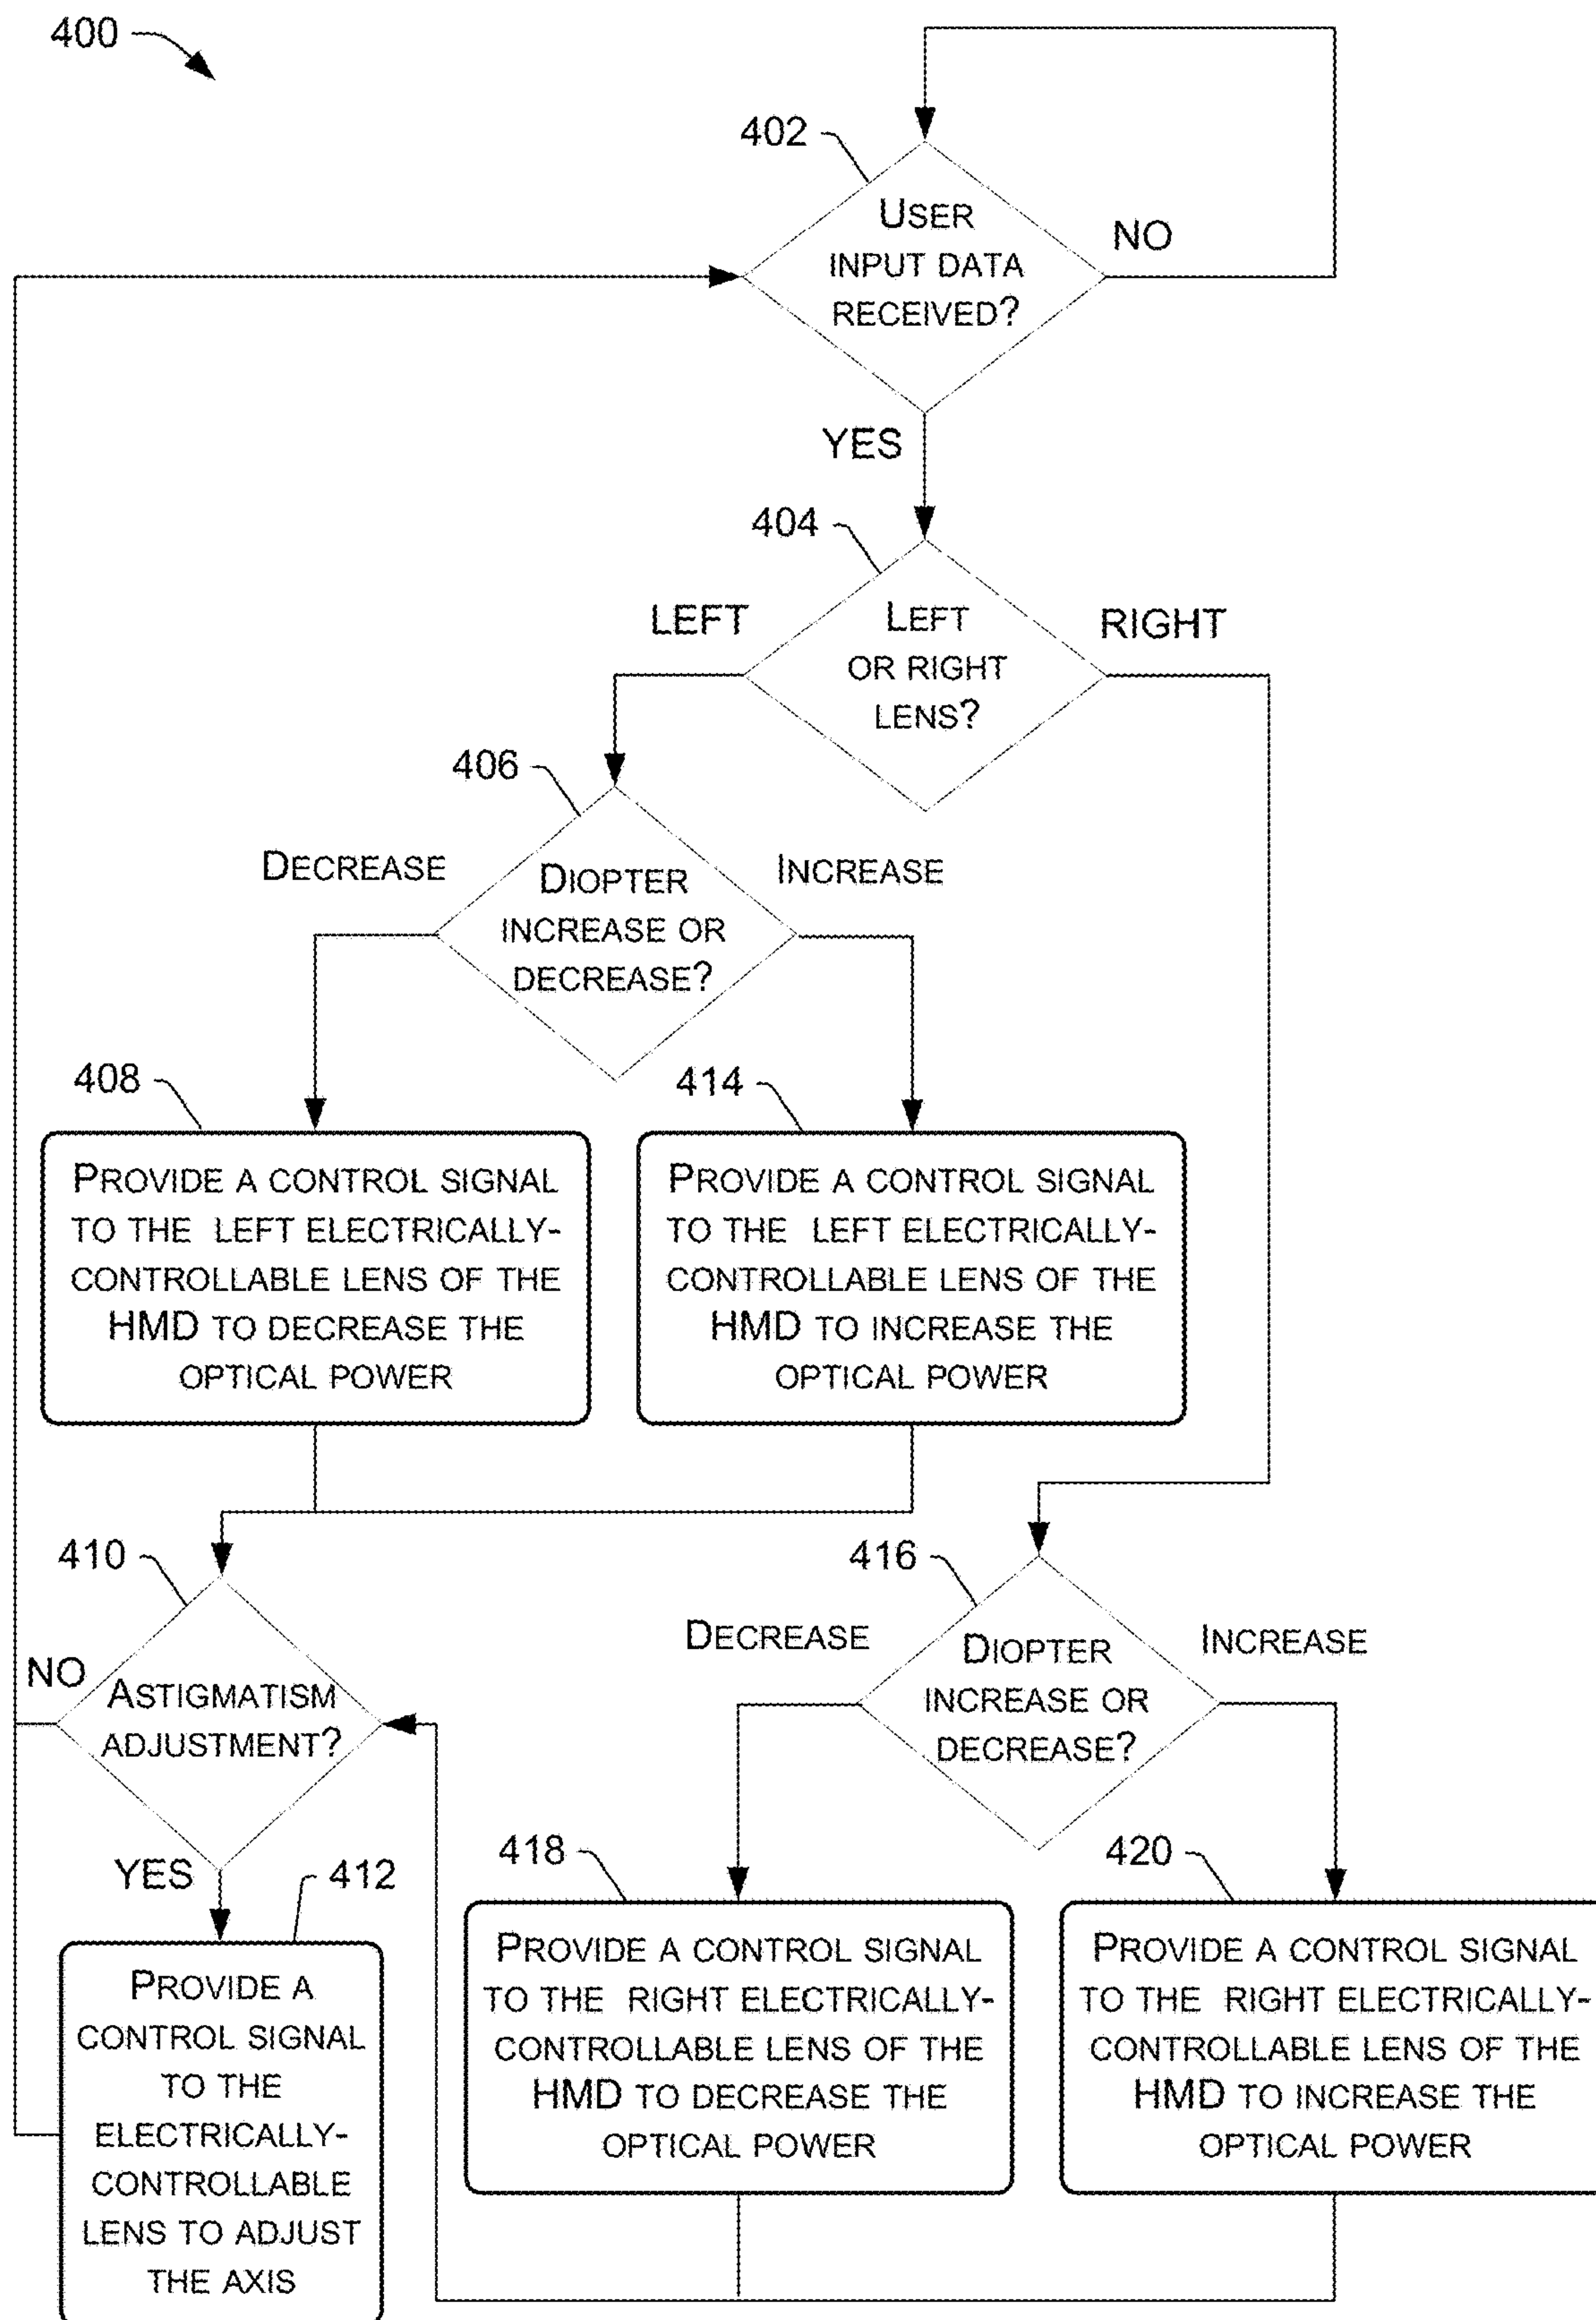 400
402
USER
INPUT DATA
RECEIVED?
NO
YES
404
LEFT
LEFT
OR RIGHT
LENS?
RIGHT
406
DECREASE
DIOPTER
INCREASE OR
DECREASE?
INCREASE
408
PROVIDE A CONTROL SIGNAL
TO THE LEFT ELECTRICALLY-
CONTROLLABLE LENS OF THE
HMD TO DECREASE THE
OPTICAL POWER
414
PROVIDE A CONTROL SIGNAL
TO THE LEFT ELECTRICALLY-
CONTROLLABLE LENS OF THE
HMD TO INCREASE THE
OPTICAL POWER
410
NO
ASTIGMATISM
ADJUSTMENT?
YES
412
PROVIDE A
CONTROL SIGNAL
TO THE
ELECTRICALLY-
CONTROLLABLE
LENS TO ADJUST
THE AXIS
416
DECREASE
DIOPTER
INCREASE OR
DECREASE?
INCREASE
418
PROVIDE A CONTROL SIGNAL
TO THE RIGHT ELECTRICALLY-
CONTROLLABLE LENS OF THE
HMD TO DECREASE THE
OPTICAL POWER
420
PROVIDE A CONTROL SIGNAL
TO THE RIGHT ELECTRICALLY-
CONTROLLABLE LENS OF THE
HMD TO INCREASE THE
OPTICAL POWER